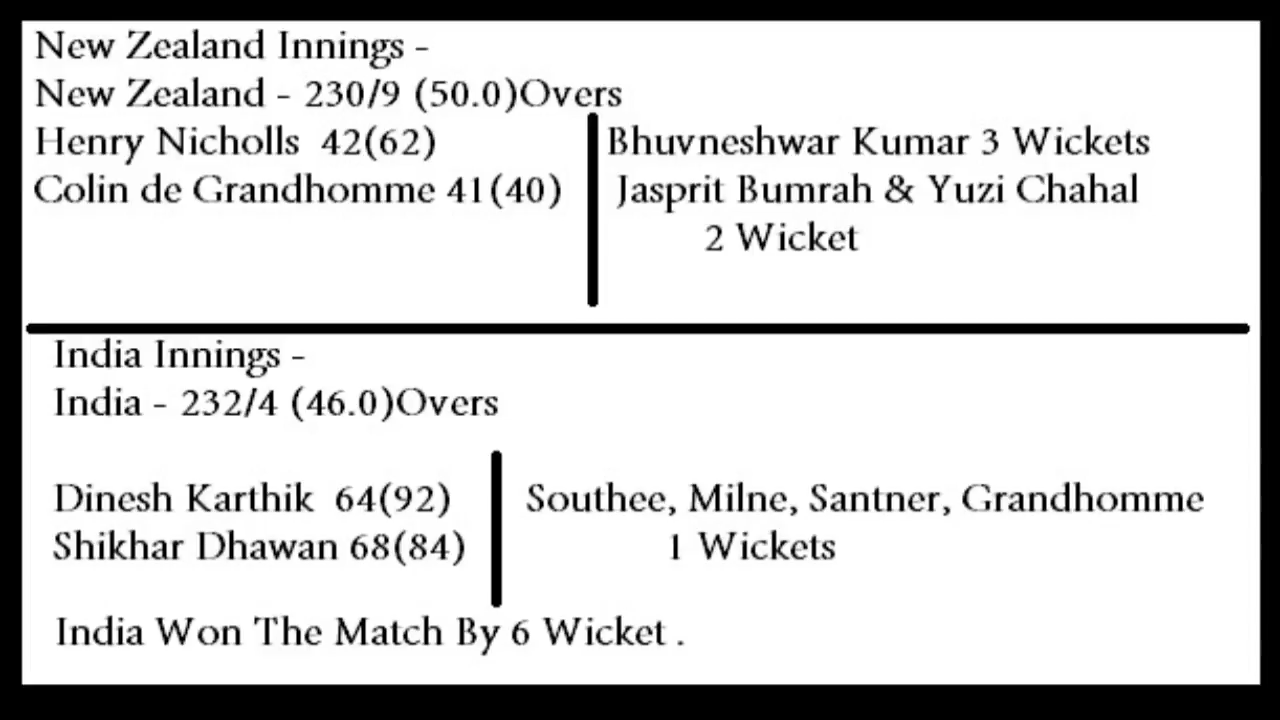 New Zealand Innings -
New Zealand - 230/9 (50.0)Overs
Henry Nicholls 42(62)
Colin de Grandhomme 41(40)
Bhuvneshwar Kumar 3 Wickets
Jasprit Bumrah & Yuzi Chahal
2 Wicket
India Innings -
India - 232/4 (46.0)Overs
Dinesh Karthik 64(92)
Shikhar Dhawan 68(84)
Southee, Milne, Santner, Grandhomme
1 Wickets
India Won The Match By 6 Wicket .